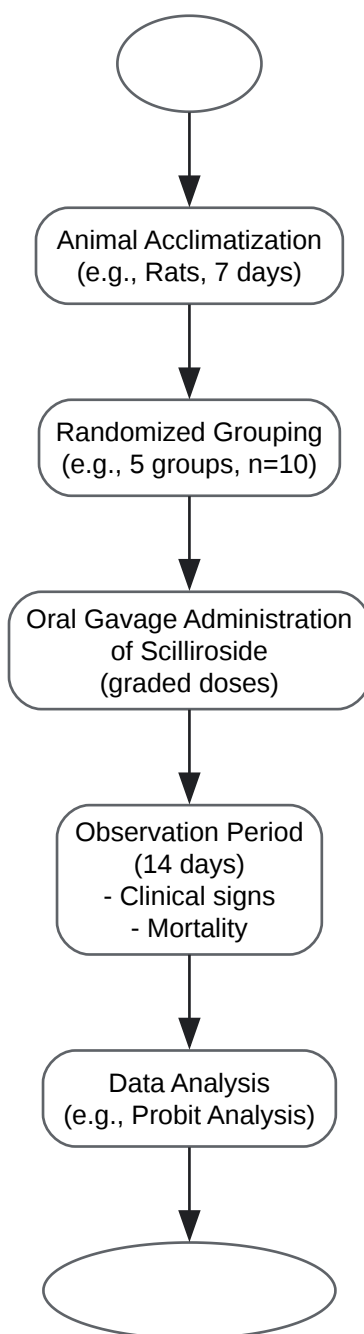 Animal Acclimatization
(e.g., Rats, 7 days)
Randomized Grouping
(e.g., 5 groups, n=10)
Oral Gavage Administration
of Scilliroside
(graded doses)
Observation Period
(14 days)
- Clinical signs
- Mortality
Data Analysis
(e.g., Probit Analysis)